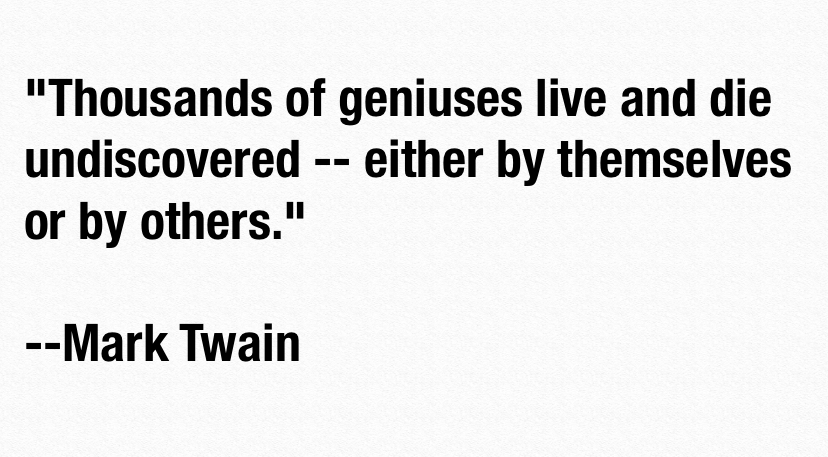 "Thousands of geniuses live and die
undiscovered -- either by themselves
or by others."
--Mark Twain